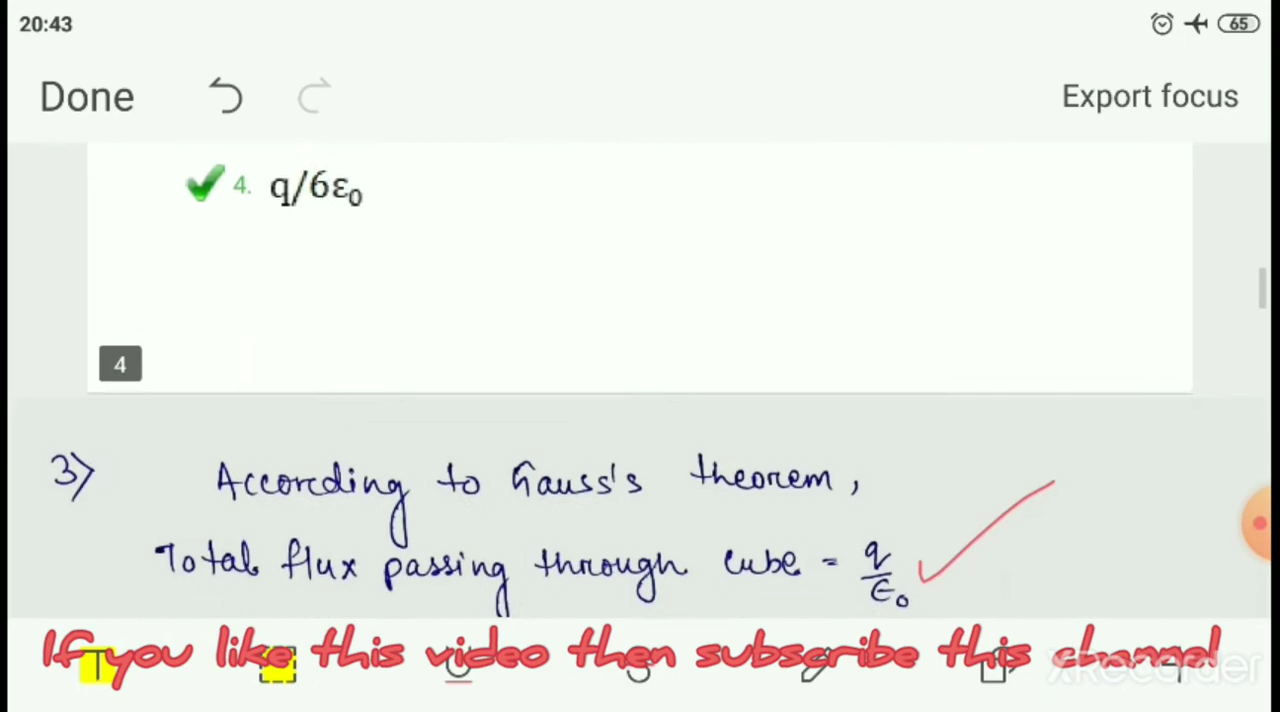 20:43
65
Done
Export focus
4. q/6ε₀
4
3) According to Gauss's theorem,
Total flux passing through cube = q/ε₀
If you like this video then subscribe this channel
XRecorder